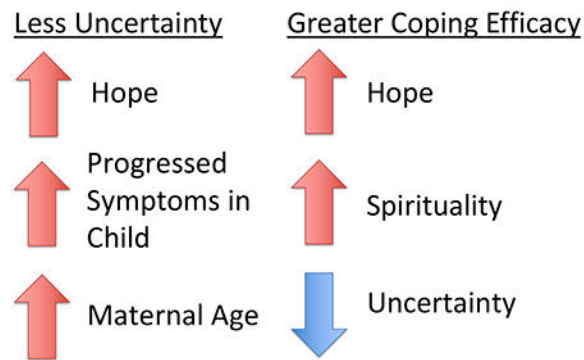 Less Uncertainty
Hope
Progressed
Symptoms in
Child
Maternal Age
Greater Coping Efficacy
Hope
Spirituality
Uncertainty